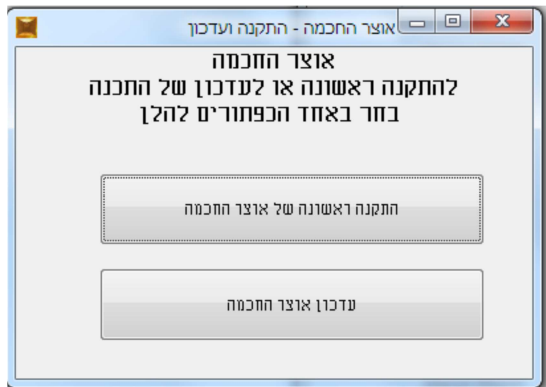 אוצר החכמה - התקנה ועדכון
אוצר החכמה
להתקנה ראשונה או לעדכון של התכנה
בחר באחד הכפתורים להלן
התקנה ראשונה של אוצר החכמה
עדכון אוצר החכמה